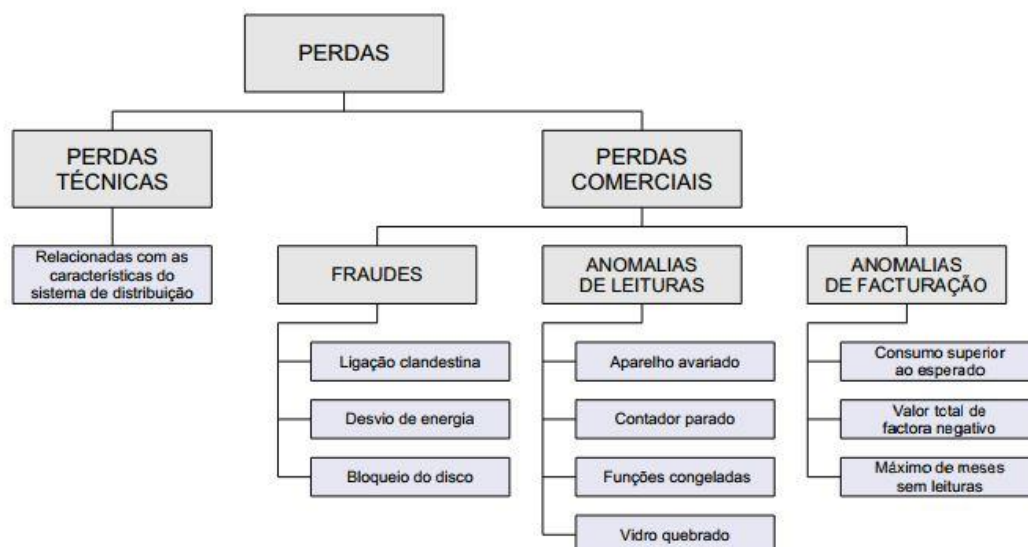 PERDAS
PERDAS
TÉCNICAS
PERDAS
COMERCIAIS
Relacionadas com as
características do
sistema de distribuição
FRAUDES
ANOMALIAS
DE LEITURAS
ANOMALIAS
DE FACTURAÇÃO
Ligação clandestina
Desvio de energia
Bloqueio do disco
Aparelho avariado
Contador parado
Funções congeladas
Vidro quebrado
Consumo superior
ao esperado
Valor total de
factora negativo
Máximo de meses
sem leituras